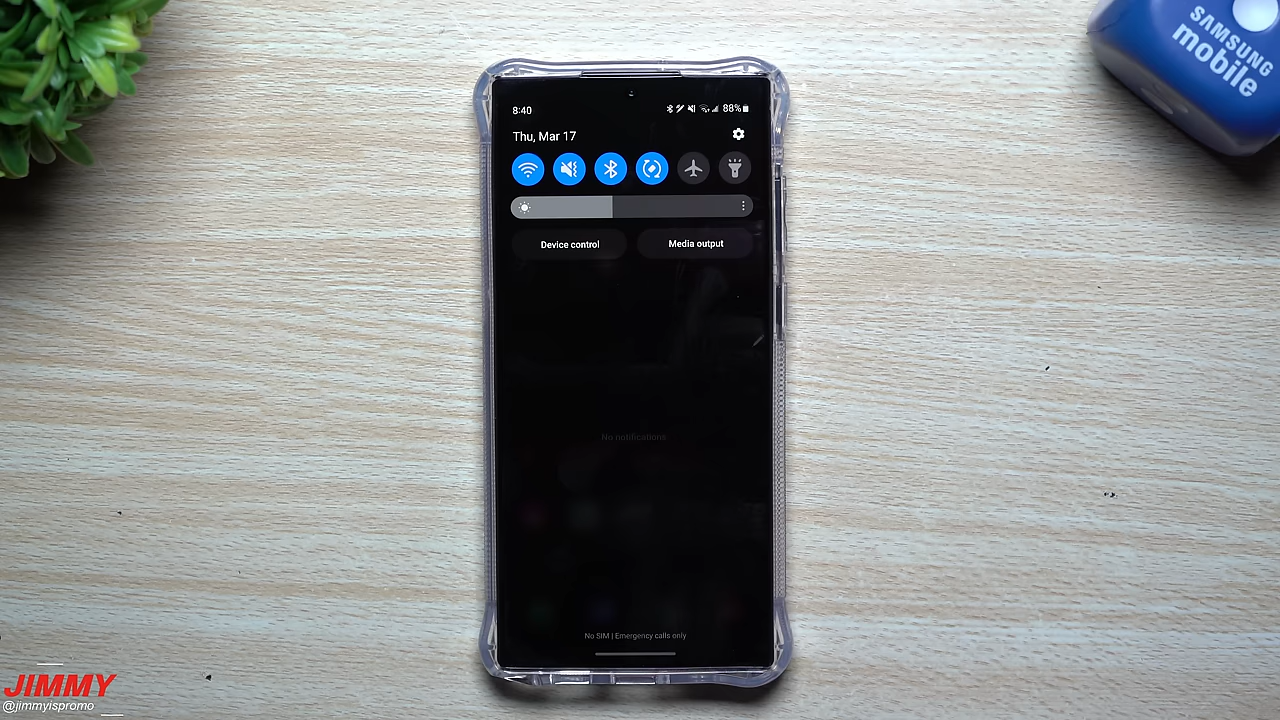 SAMSUNG
mobile
8:40
88%
Thu, Mar 17
Device control
Media output
No notifications
No SIM | Emergency calls only
JIMMY
@jimmyispromo